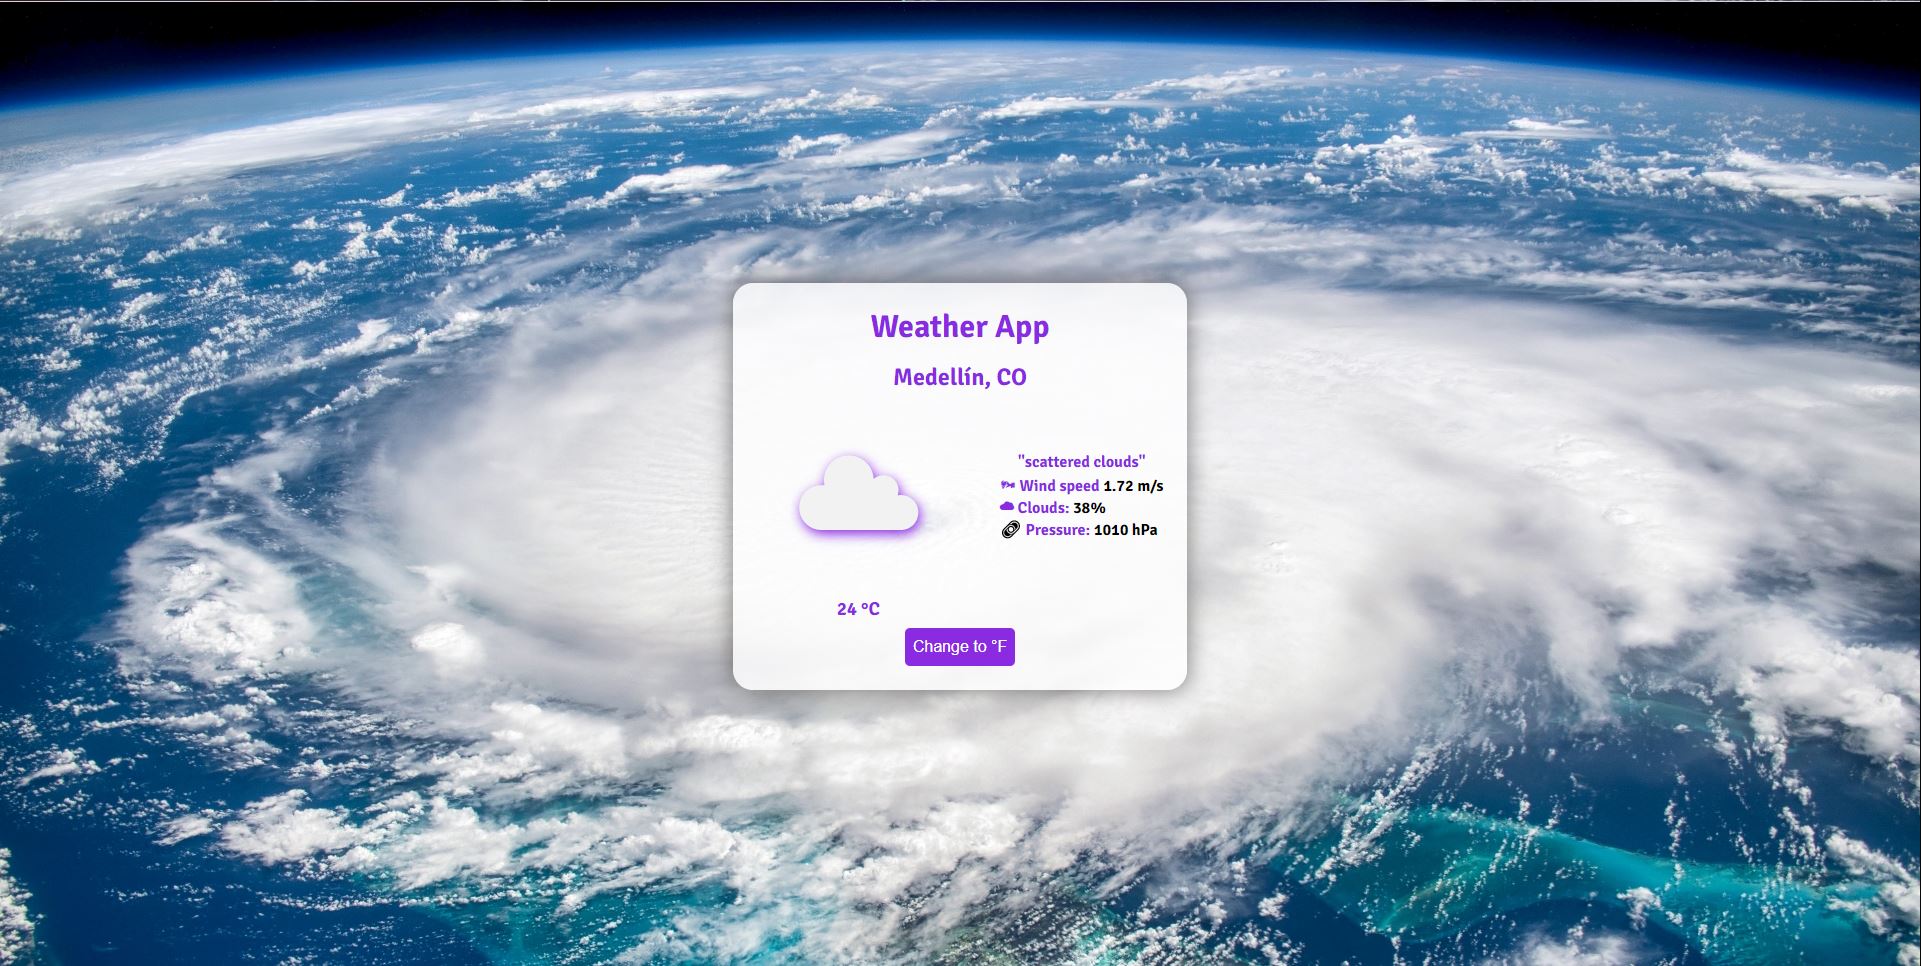 Weather App
Medellín, CO
"scattered clouds"
Wind speed 1.72 m/s
Clouds: 38%
Pressure: 1010 hPa
24 °C
Change to °F